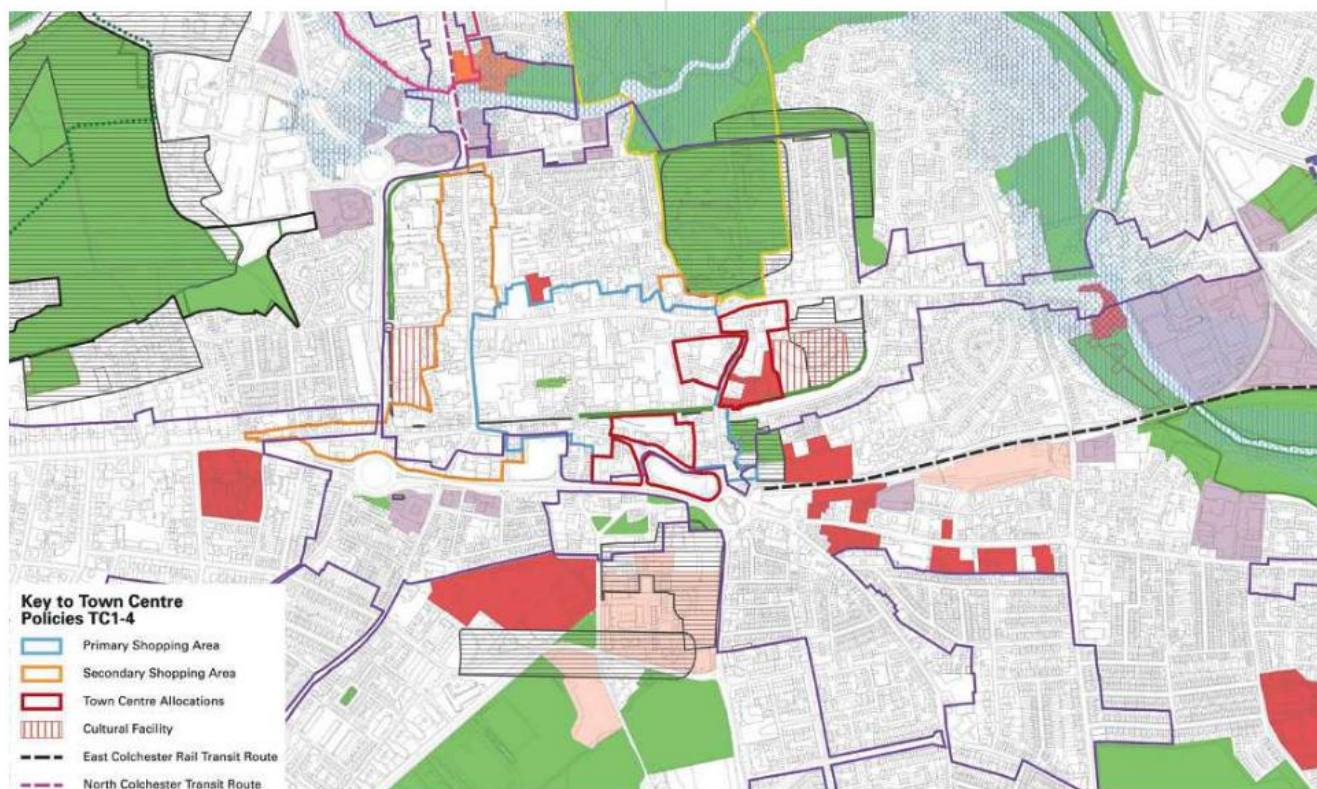 Key to Town Centre
Policies TC1-4
Primary Shopping Area
Secondary Shopping Area
Town Centre Allocations
Cultural Facility
East Colchester Rail Transit Route
North Colchester Transit Route